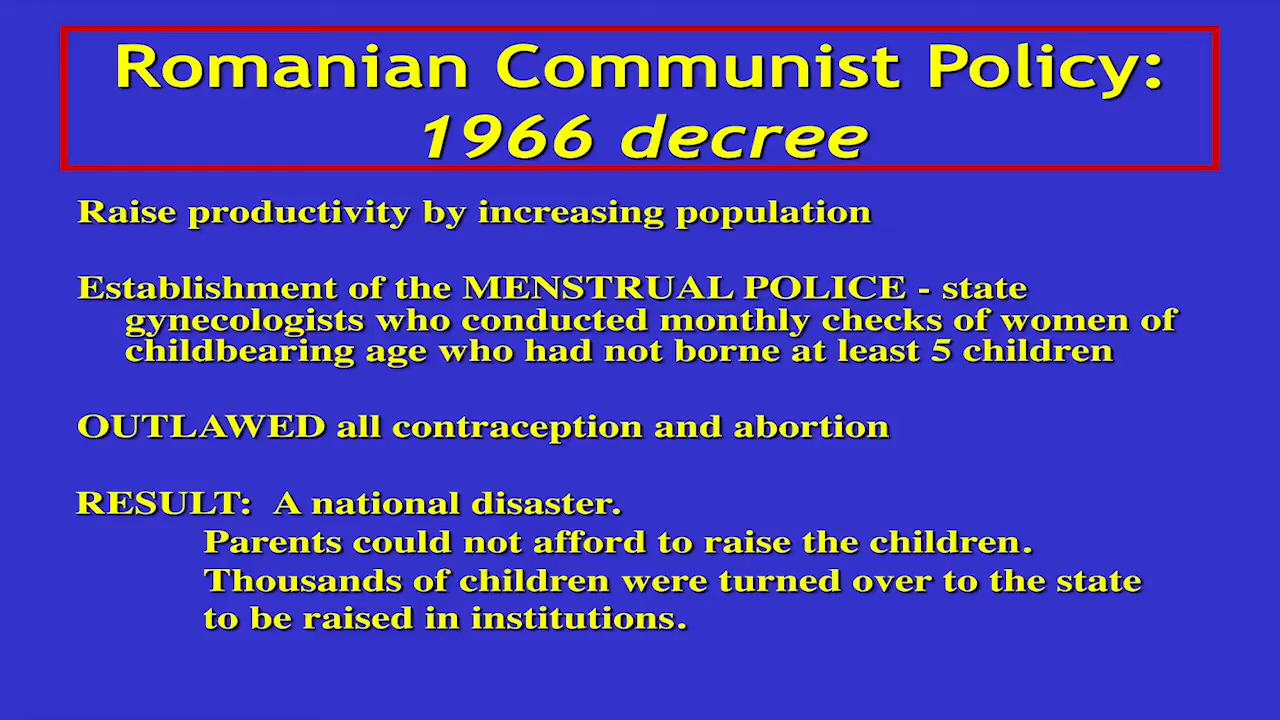 Romanian Communist Policy:
1966 decree
Raise productivity by increasing population
Establishment of the MENSTRUAL POLICE - state
gynecologists who conducted monthly checks of women of
childbearing age who had not borne at least 5 children
OUTLAWED all contraception and abortion
RESULT:  A national disaster.
Parents could not afford to raise the children.
Thousands of children were turned over to the state
to be raised in institutions.